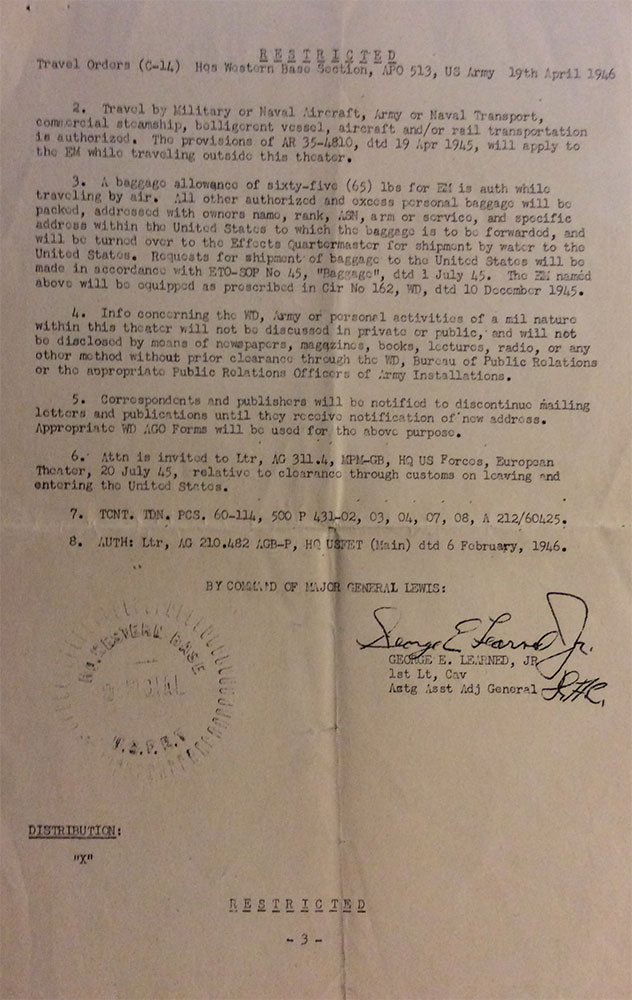 RESTRICTED
Travel Orders (C-14) Hqs Western Base Section, APO 513, US Army 19th April 1946
2. Travel by Military or Naval Aircraft, Army or Naval Transport,
commercial steamship, belligerent vessel, aircraft and/or rail transportation
is authorized. The provisions of AR 35-4810, dtd 19 Apr 1945, will apply to
the EM while traveling outside this theater.
3. A baggage allowance of sixty-five (65) lbs for EM is auth while
traveling by air. All other authorized and excess personal baggage will be
packed, addressed with owners name, rank, ASN, arm or service, and specific
address within the United States to which the baggage is to be forwarded, and
will be turned over to the Effects Quartermaster for shipment by water to the
United States. Requests for shipment of baggage to the United States will be
made in accordance with ETO-SOP No 45, "Baggage", dtd 1 July 45. The EM named
above will be equipped as prescribed in Cir No 162, WD, dtd 10 December 1945.
4. Info concerning the WD, Army or personal activities of a mil nature
within this theater will not be discussed in private or public, and will not
be disclosed by means of newspapers, magazines, books, lectures, radio, or any
other method without prior clearance through the WD, Bureau of Public Relations
or the appropriate Public Relations Officers of Army Installations.
5. Correspondents and publishers will be notified to discontinue mailing
letters and publications until they receive notification of new address.
Appropriate WD AGO Forms will be used for the above purpose.
6. Attn is invited to Ltr, AG 311.4, MPM-GB, HQ US Forces, European
Theater, 20 July 45, relative to clearance through customs on leaving and
entering the United States.
7. TCNT. TDN. PCS. 60-114, 500 P 431-02, 03, 04, 07, 08, A 212/60425.
8. AUTH: Ltr, AG 210.482 AGB-P, HQ USFET (Main) dtd 6 February, 1946.
BY COMMAND OF MAJOR GENERAL LEWIS:
George E Learned Jr.
GEORGE E. LEARNED, JR
1st Lt, Cav
Actg Asst Adj General
WESTERN BASE
OFFICIAL
DISTRIBUTION:
"X"
RESTRICTED
- 3 -